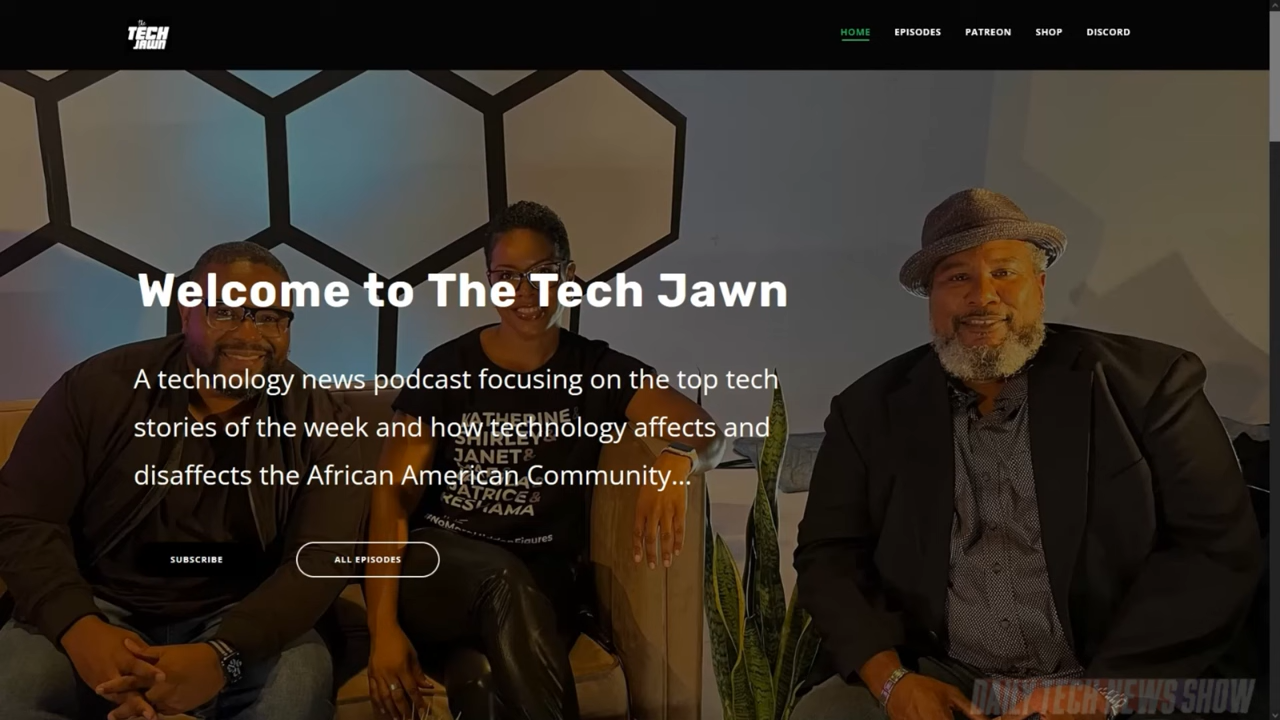 the
TECH
JAWN
HOME EPISODES PATREON SHOP DISCORD
Welcome to The Tech Jawn
A technology news podcast focusing on the top tech
stories of the week and how technology affects and
disaffects the African American Community...
KATHERINE
SHIRLEY&
JANET&
&
RESHAMA
#NoMoreHiddenFigures
SUBSCRIBE ALL EPISODES
DAILY TECH NEWS SHOW